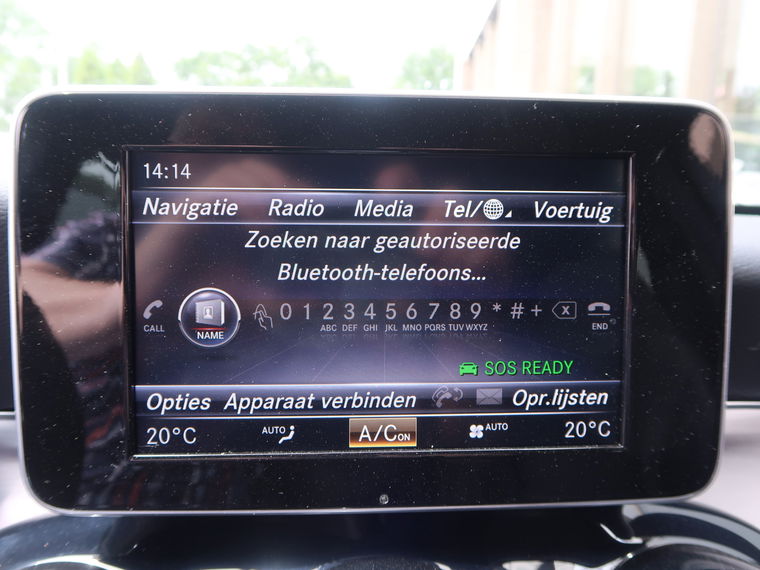 14:14
Navigatie Radio Media Tel/ Voertuig
Zoeken naar geautoriseerde
Bluetooth-telefoons...
0 1 2 3 4 5 6 7 8 9 * # +
CALL NAME ABC DEF GHI JKL MNO PQRS TUV WXYZ END
SOS READY
Opties Apparaat verbinden Opr.lijsten
20°C AUTO A/C ON AUTO 20°C